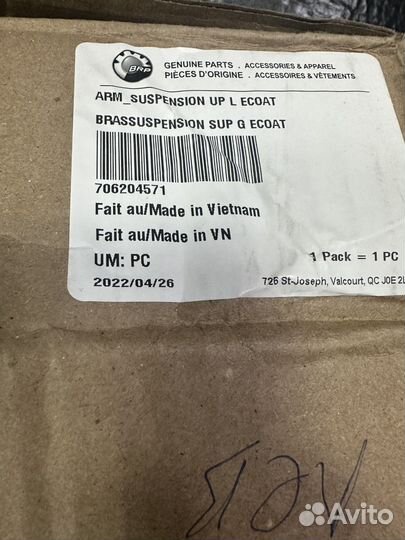 BRP
GENUINE PARTS . ACCESSORIES & APPAREL
PIÈCES D'ORIGINE . ACCESSOIRES & VÊTEMENTS
ARM_SUSPENSION UP L ECOAT
BRASSUSPENSION SUP G ECOAT
706204571
Fait au/Made in Vietnam
Fait au/Made in VN
UM: PC 1 Pack = 1 PC
2022/04/26 726 St-Joseph, Valcourt, QC J0E 2L
Avito